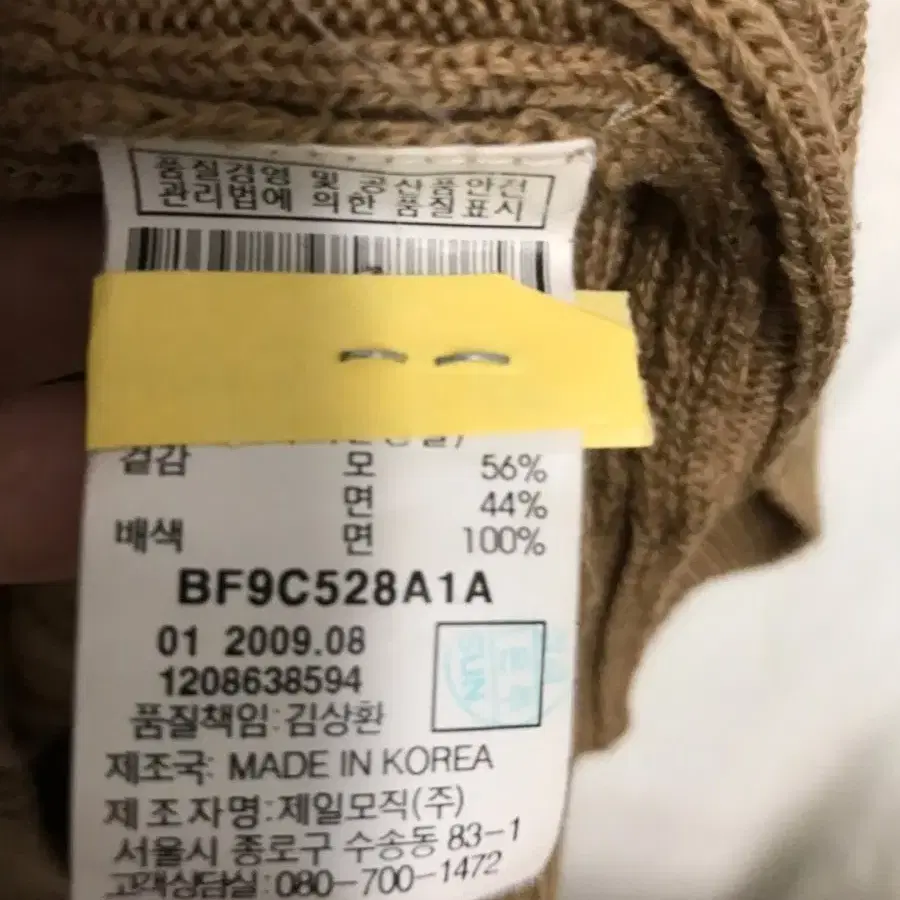 품질경영 및 공산품안전
관리법에 의한 품질표시
겉감 모 56%
면 44%
배색 면 100%
BF9C528A1A
01 2009.08
1208638594
SUN
품질책임:김상환
제조국: MADE IN KOREA
제조자명:제일모직(주)
서울시 종로구 수송동 83-1
고객상담실:080-700-1472